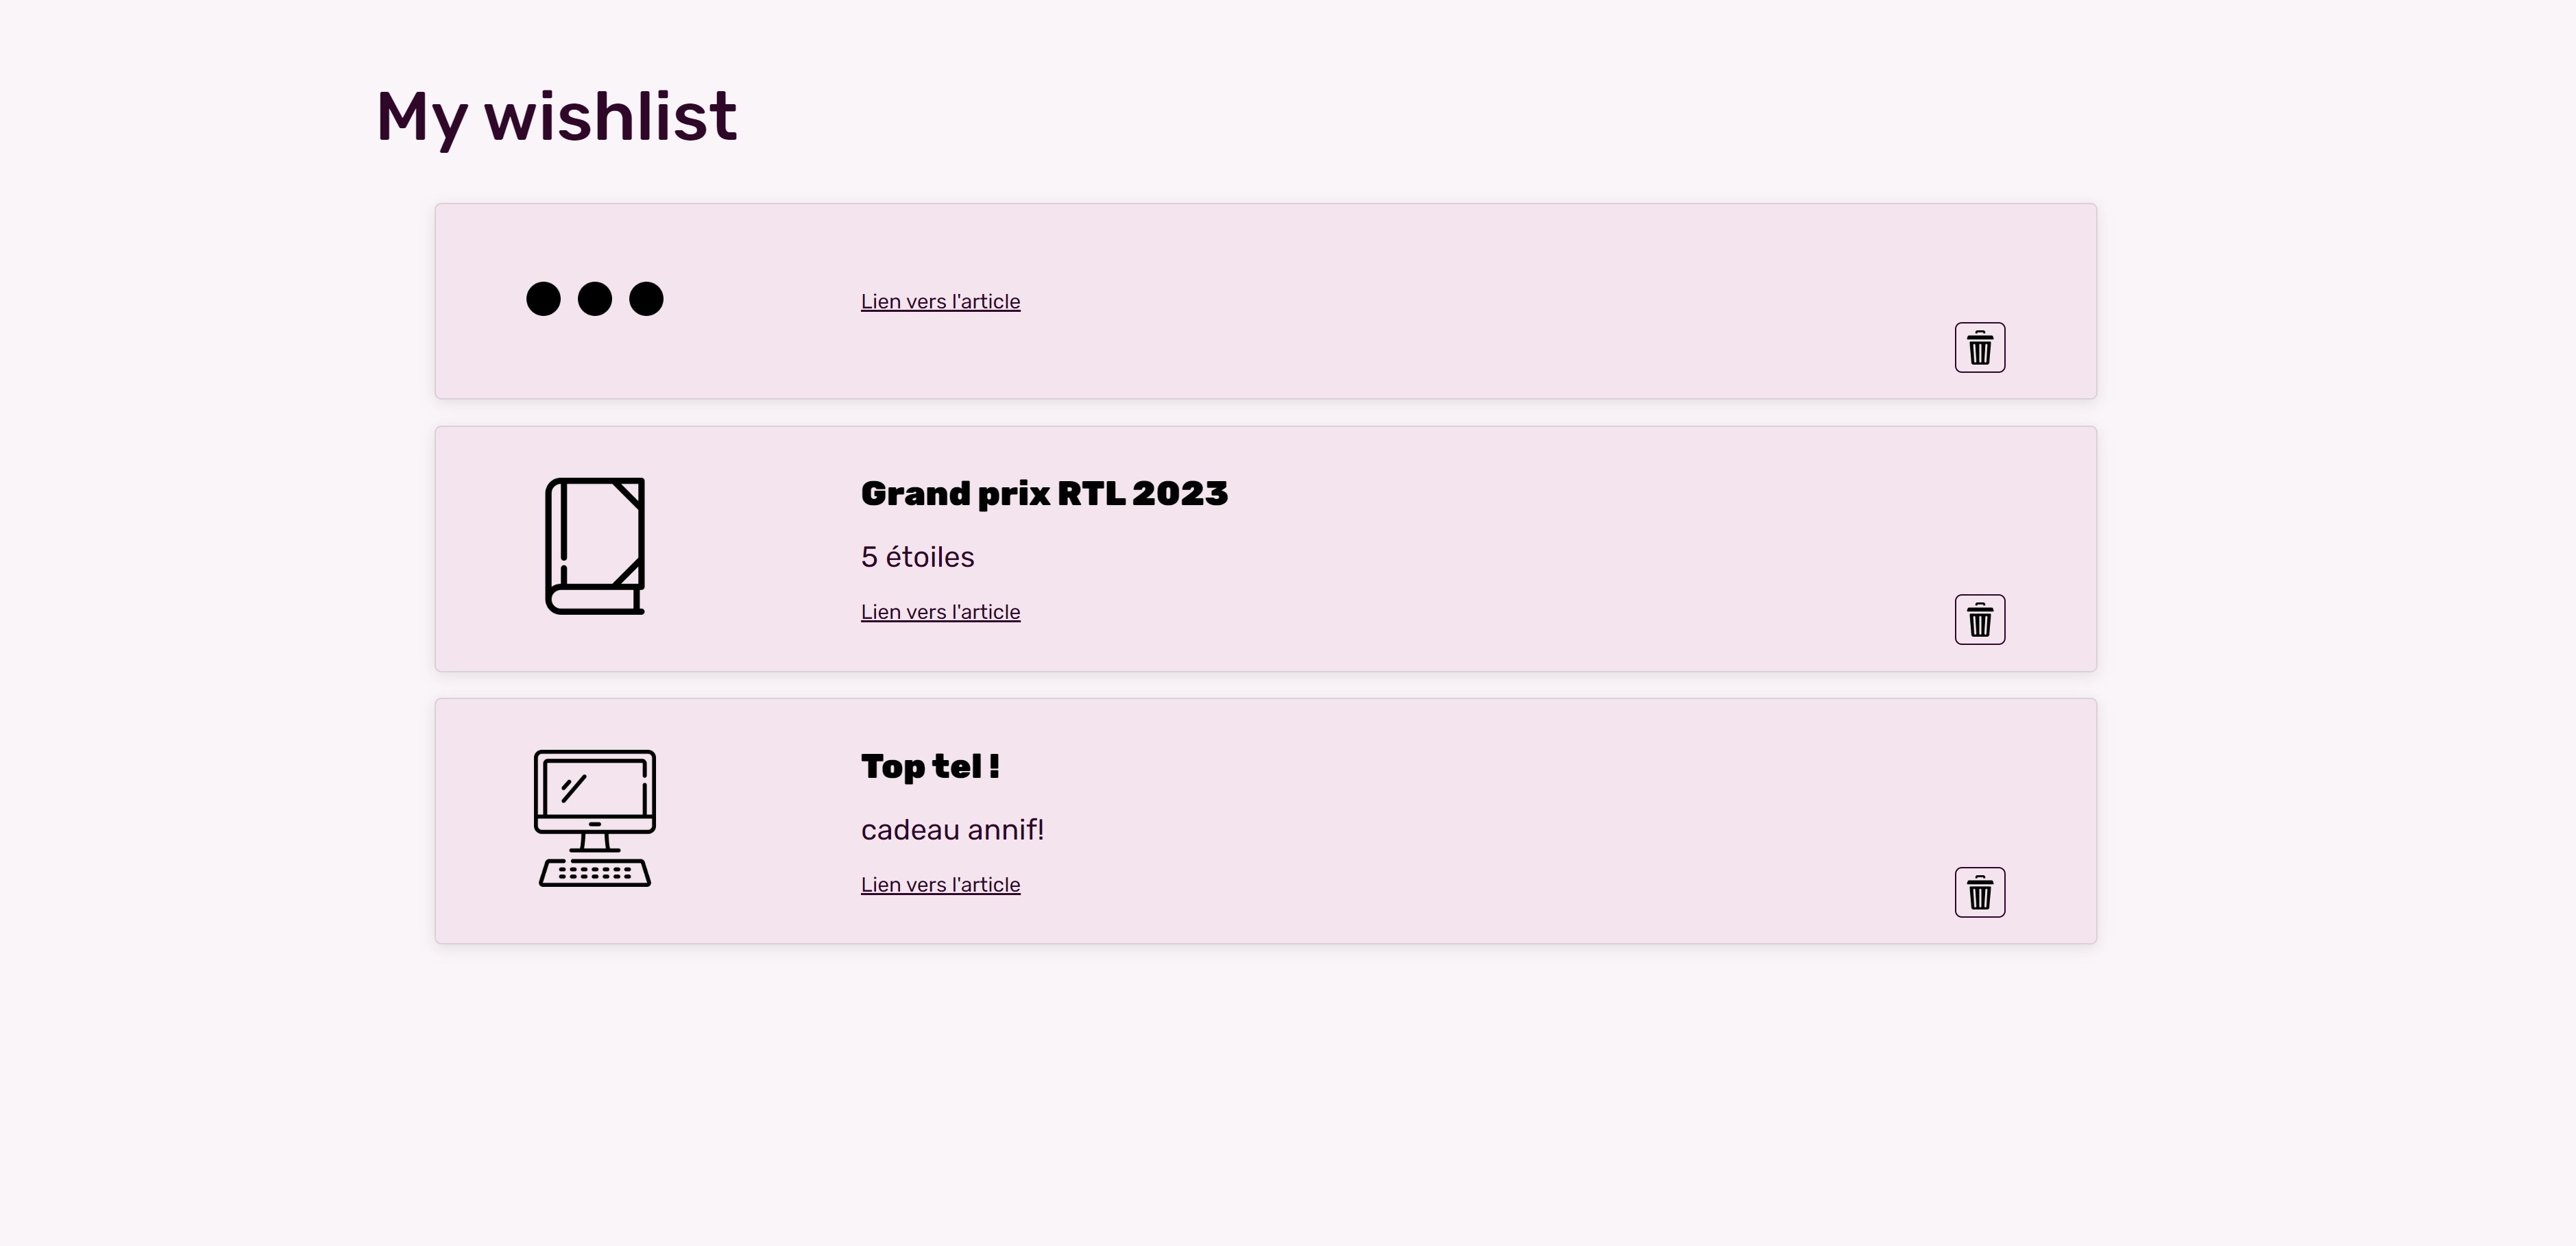 My wishlist
Lien vers l'article
Grand prix RTL 2023
5 étoiles
Lien vers l'article
Top tel !
cadeau annif!
Lien vers l'article